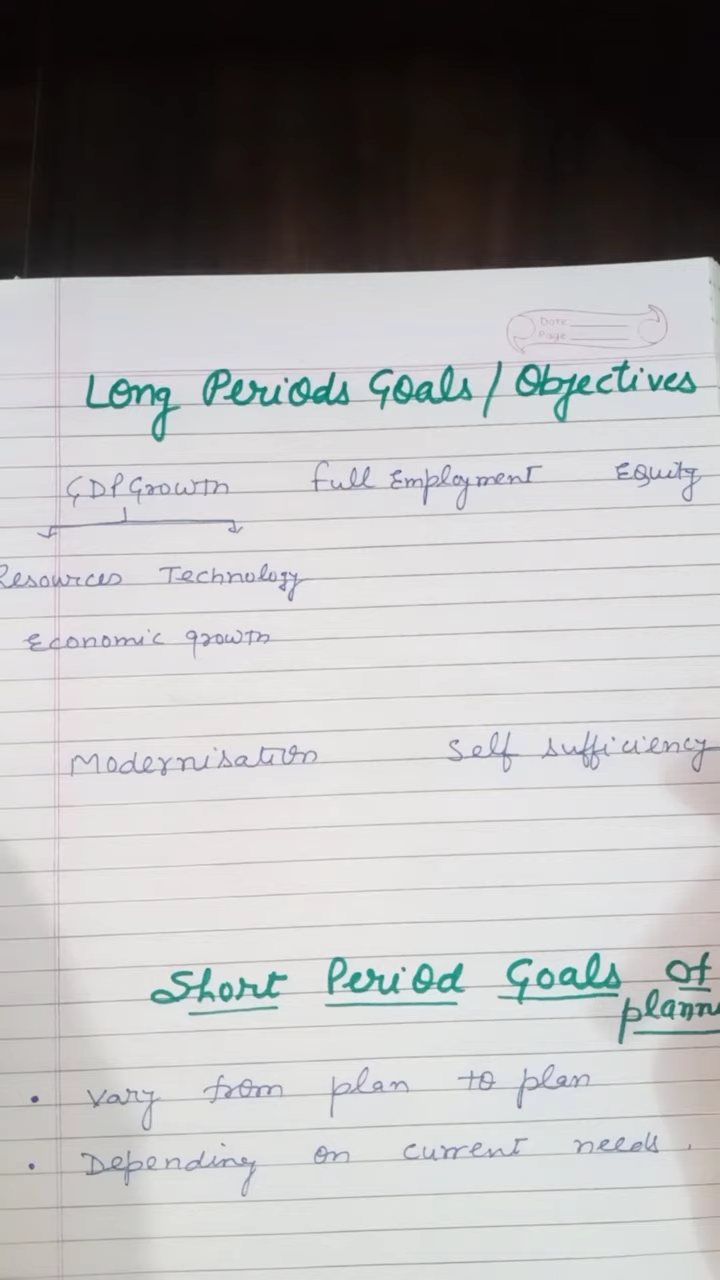 Date
Page
Long Periods Goals / Objectives
GDP Growth Full Employment Equity
Resources Technology
Economic growth
Modernisation Self sufficiency
Short Period Goals of
plann
• vary from plan to plan
• Depending on current needs.